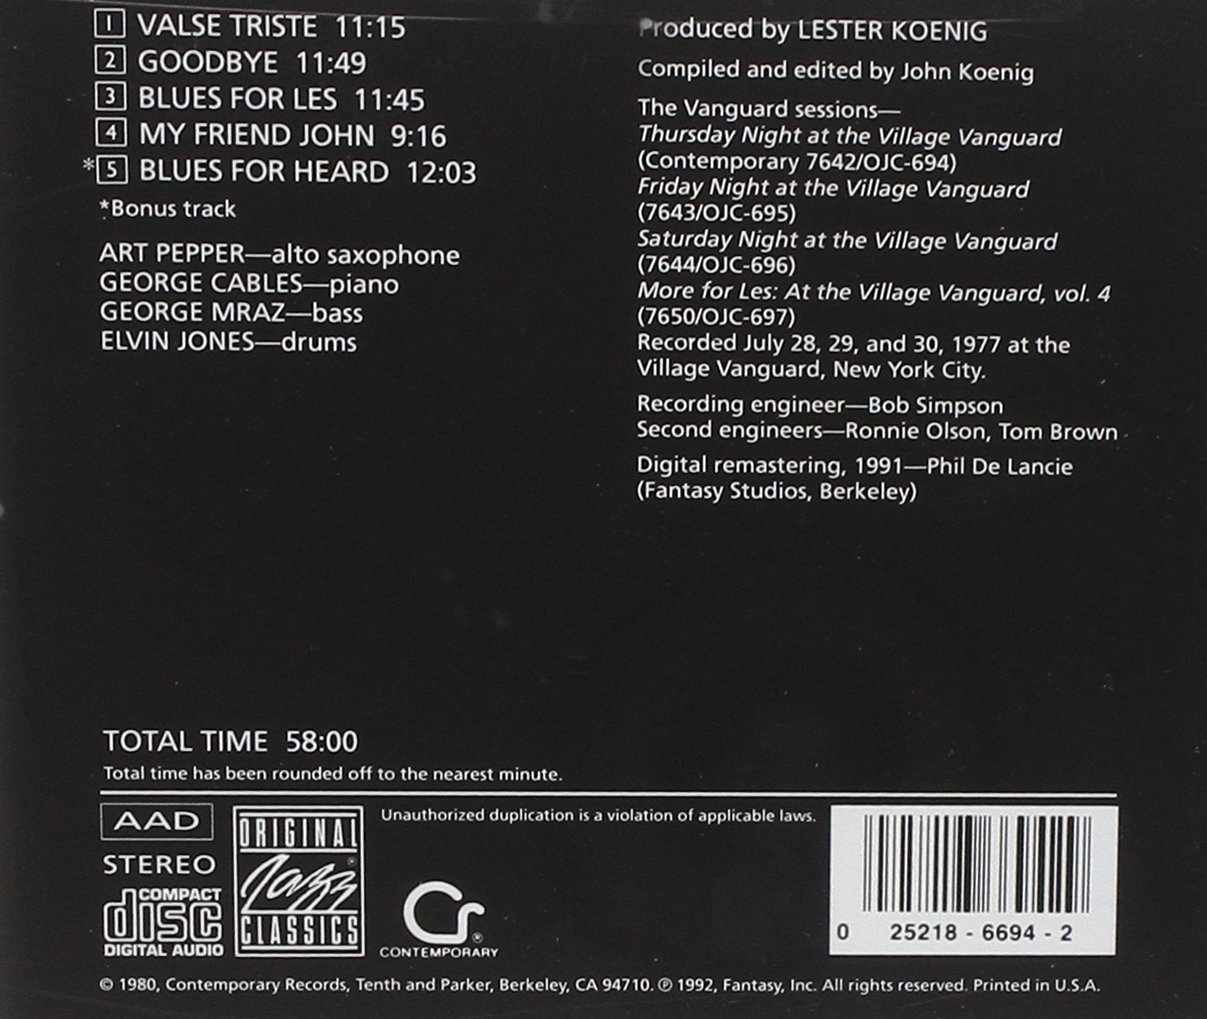 1 VALSE TRISTE 11:15
2 GOODBYE 11:49
3 BLUES FOR LES 11:45
4 MY FRIEND JOHN 9:16
*5 BLUES FOR HEARD 12:03
*Bonus track
ART PEPPER—alto saxophone
GEORGE CABLES—piano
GEORGE MRAZ—bass
ELVIN JONES—drums
Produced by LESTER KOENIG
Compiled and edited by John Koenig
The Vanguard sessions—
Thursday Night at the Village Vanguard
(Contemporary 7642/OJC-694)
Friday Night at the Village Vanguard
(7643/OJC-695)
Saturday Night at the Village Vanguard
(7644/OJC-696)
More for Les: At the Village Vanguard, vol. 4
(7650/OJC-697)
Recorded July 28, 29, and 30, 1977 at the
Village Vanguard, New York City.
Recording engineer—Bob Simpson
Second engineers—Ronnie Olson, Tom Brown
Digital remastering, 1991—Phil De Lancie
(Fantasy Studios, Berkeley)
TOTAL TIME 58:00
Total time has been rounded off to the nearest minute.
AAD
STEREO
COMPACT
disc
DIGITAL AUDIO
ORIGINAL
Jazz ®
CLASSICS
Unauthorized duplication is a violation of applicable laws.
Cr ®
CONTEMPORARY
0 25218 - 6694 - 2
© 1980, Contemporary Records, Tenth and Parker, Berkeley, CA 94710. ℗ 1992, Fantasy, Inc. All rights reserved. Printed in U.S.A.